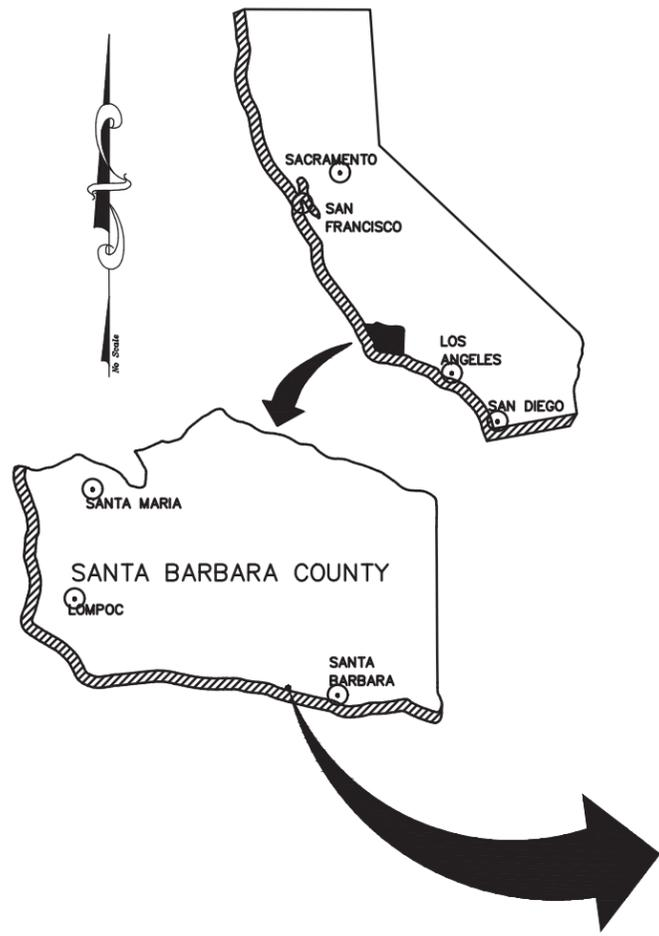 SACRAMENTO
SAN
FRANCISCO
No Scale
LOS
ANGELES
SAN DIEGO
SANTA MARIA
SANTA BARBARA COUNTY
LOMPOC
SANTA
BARBARA